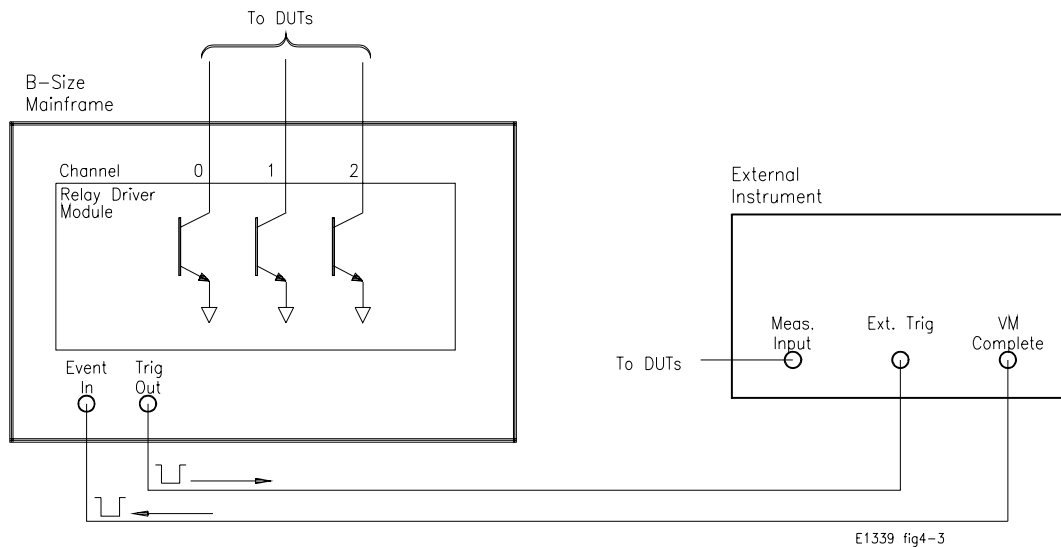 To DUTs
B-Size
Mainframe
Channel 0 1 2
Relay Driver
Module
Event
In
Trig
Out
External
Instrument
Meas.
Input
Ext. Trig
VM
Complete
To DUTs
E1339 fig4-3